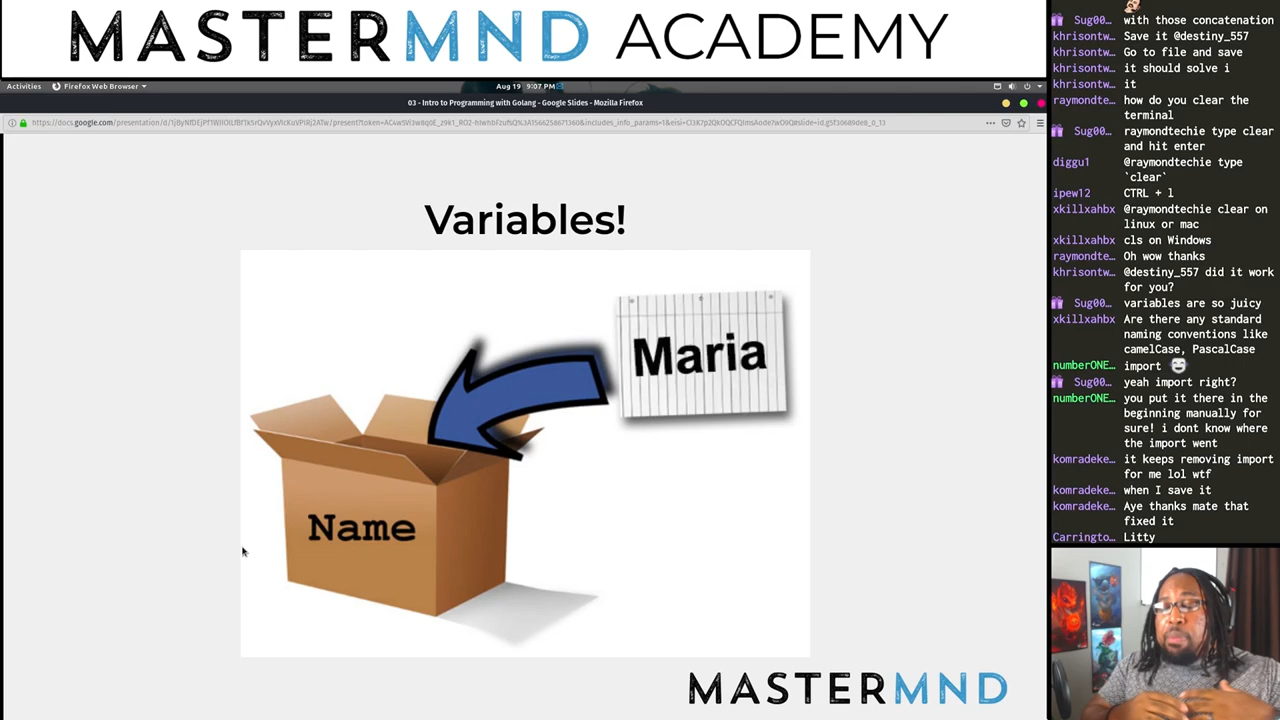 MASTERMND ACADEMY
Activities
Firefox Web Browser
Aug 19 9:07 PM
03 - Intro to Programming with Golang - Google Slides - Mozilla Firefox
Variables!
Maria
Name
MASTERMND
Sug00… with those concatenation
khrisontw… Save it @destiny_557
khrisontw… Go to file and save
khrisontw… it should solve i
khrisontw… it
raymondte… how do you clear the
terminal
Sug00… raymondtechie type clear
and hit enter
diggu1 @raymondtechie type
`clear`
ipew12 CTRL + l
xkillxahbx @raymondtechie clear on
linux or mac
xkillxahbx cls on Windows
raymondte… Oh wow thanks
khrisontw… @destiny_557 did it work
for you?
Sug00… variables are so juicy
xkillxahbx Are there any standard
naming conventions like
camelCase, PascalCase
numberONE… import
Sug00… yeah import right?
numberONE… you put it there in the
beginning manually for
sure! i dont know where
the import went
komradeke… it keeps removing import
for me lol wtf
komradeke… when I save it
komradeke… Aye thanks mate that
fixed it
Carringto… Litty